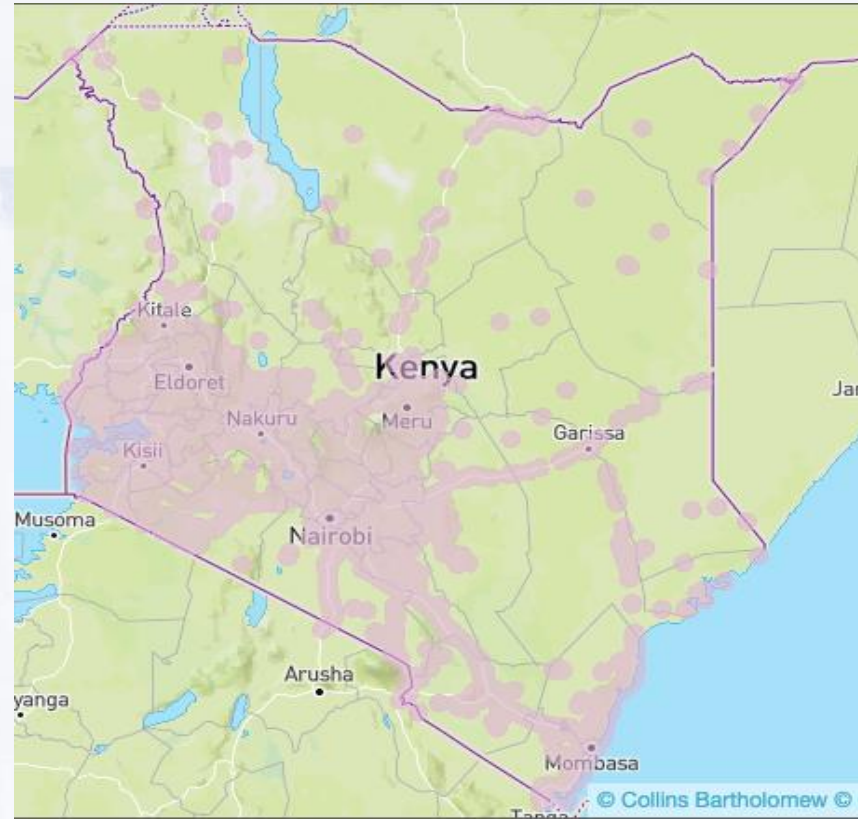 Kitale
Kenya
Eldoret
Nakuru
Meru
Garissa
Kisii
Musoma
Nairobi
Arusha
yanga
Mombasa
© Collins Bartholomew ©